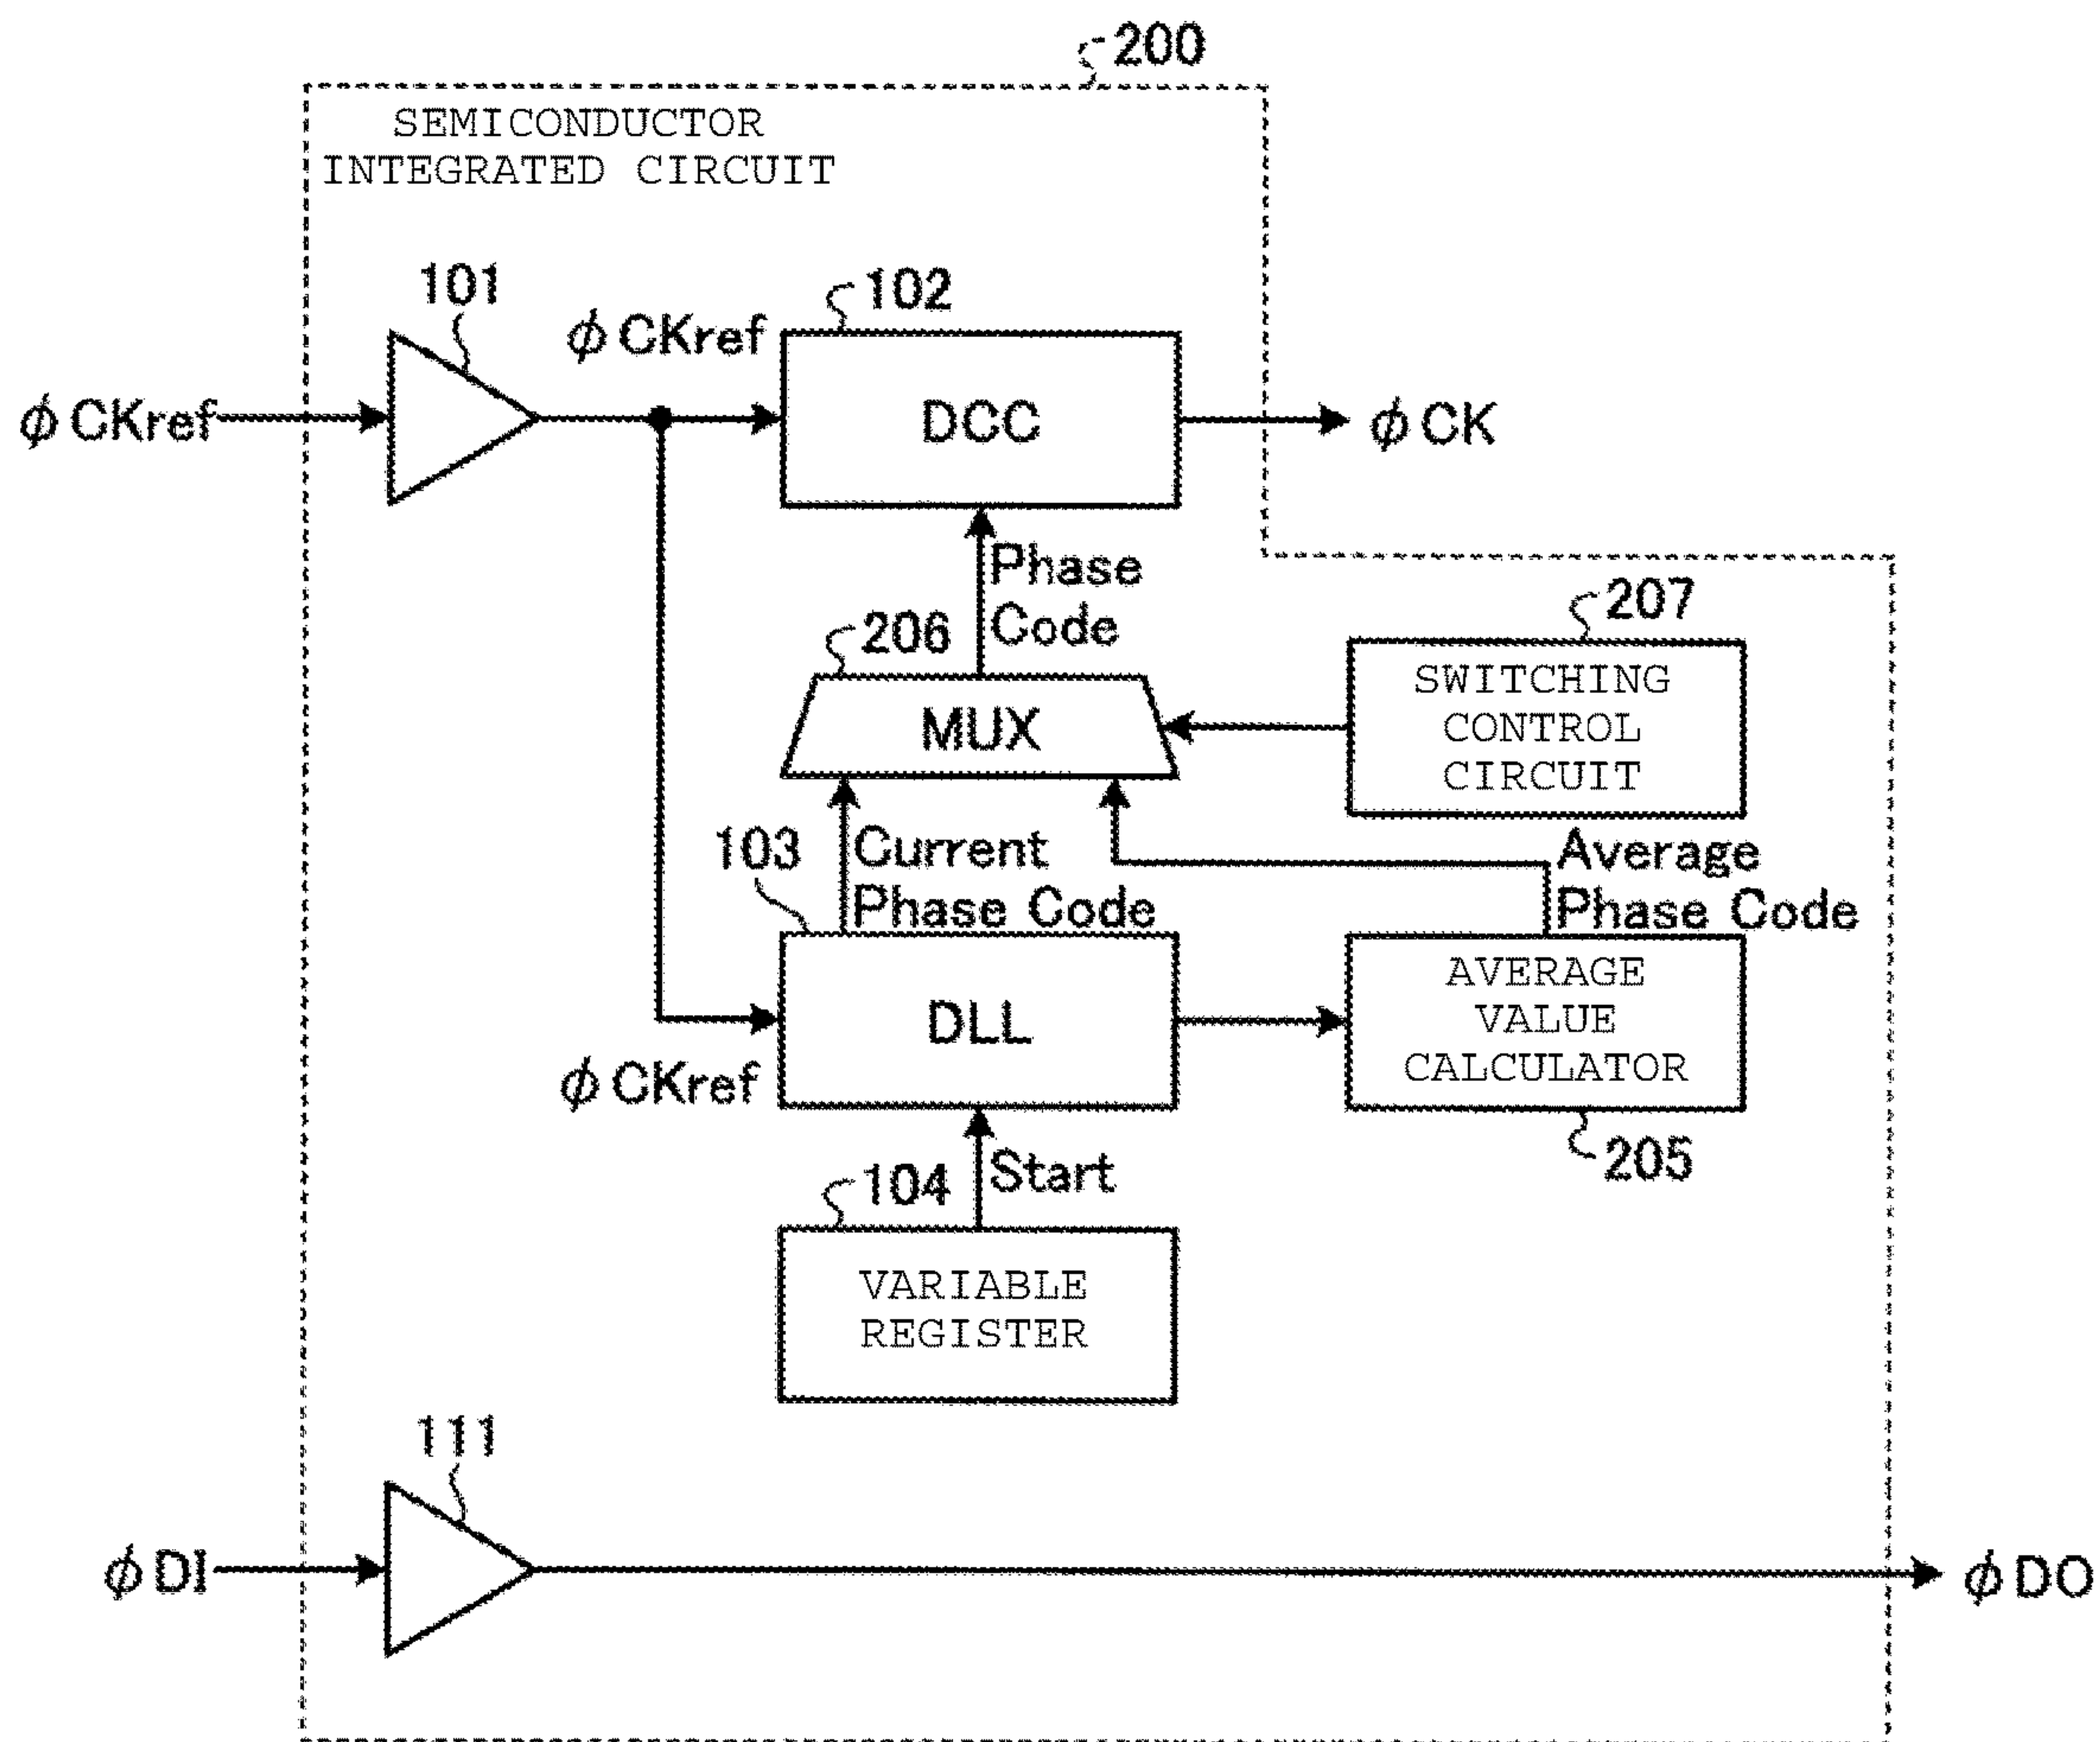 200
SEMICONDUCTOR
INTEGRATED CIRCUIT
101
102
φCKref
φCKref
DCC
φCK
Phase
Code
206
207
SWITCHING
CONTROL
CIRCUIT
MUX
103
Current
Phase Code
Average
Phase Code
DLL
AVERAGE
VALUE
CALCULATOR
φCKref
205
104
Start
VARIABLE
REGISTER
111
φDI
φDO